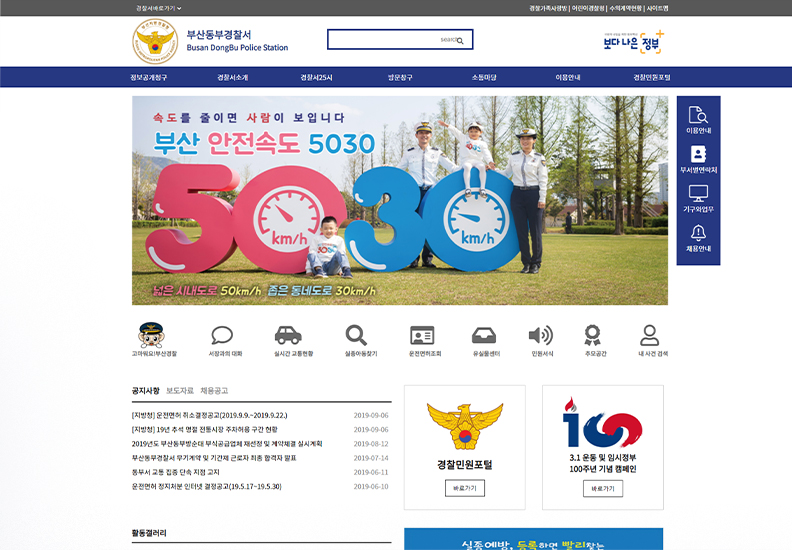 경찰서바로가기
경찰가족사랑방 | 어린이경찰청 | 수의계약현황 | 사이트맵
부산동부경찰서
Busan DongBu Police Station
search
보다 나은 정부
정보공개청구 경찰서소개 경찰서25시 방문창구 소통마당 이용안내 경찰민원포털
속도를 줄이면 사람이 보입니다
부산 안전속도 5030
50 30
km/h km/h
5030
넓은 시내도로 50km/h 좁은 동네도로 30km/h
이용안내
부서별연락처
기구와업무
채용안내
고마워요!부산경찰 서장과의 대화 실시간 교통현황 실종아동찾기 운전면허조회 유실물센터 민원서식 추모공간 내 사건 검색
공지사항 보도자료 채용공고
[지방청] 운전면허 취소결정공고(2019.9.9.~2019.9.22.) 2019-09-06
[지방청] 19년 추석 명절 전통시장 주차허용 구간 현황 2019-09-06
2019년도 부산동부방순대 부식공급업체 재선정 및 계약체결 실시계획 2019-08-12
부산동부경찰서 무기계약 및 기간제 근로자 최종 합격자 발표 2019-07-14
동부서 교통 집중 단속 지점 고지 2019-06-11
운전면허 정지처분 인터넷 결정공고(19.5.17~19.5.30) 2019-06-10
경찰민원포털
바로가기
100
3.1 운동 및 임시정부
100주년 기념 캠페인
바로가기
활동갤러리
실종예방, 등록하면 빨리찾는